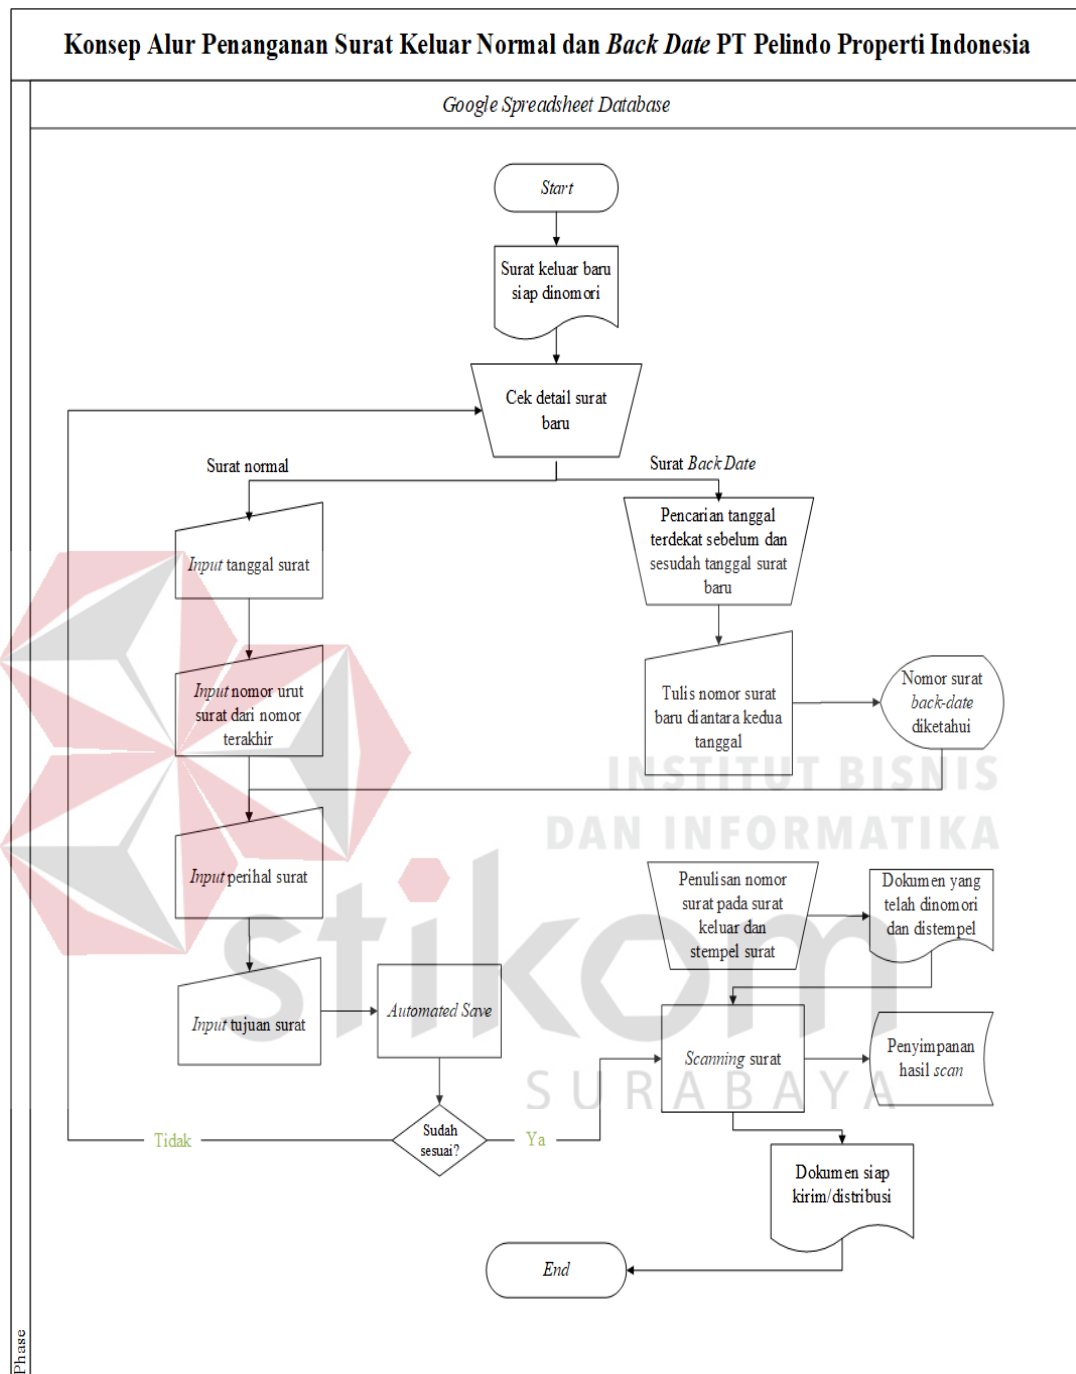 Konsep Alur Penanganan Surat Keluar Normal dan Back Date PT Pelindo Properti Indonesia
Google Spreadsheet Database
Start
Surat keluar baru
siap dinomori
Cek detail surat
baru
Surat normal
Surat Back Date
Input tanggal surat
Pencarian tanggal
terdekat sebelum dan
sesudah tanggal surat
baru
Input nomor urut
surat dari nomor
terakhir
Tulis nomor surat
baru diantara kedua
tanggal
Nomor surat
back-date
diketahui
INSTITUT BISNIS
DAN INFORMATIKA
stikom
SURABAYA
Input perihal surat
Penulisan nomor
surat pada surat
keluar dan
stempel surat
Dokumen yang
telah dinomori
dan distempel
Input tujuan surat
Automated Save
Scanning surat
Penyimpanan
hasil scan
Tidak
Sudah
sesuai?
Ya
Dokumen siap
kirim/distribusi
End
Phase